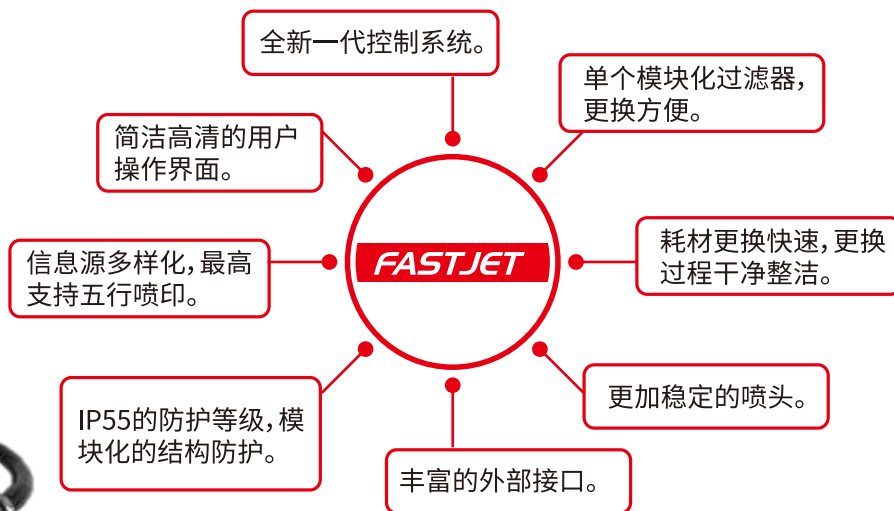 全新一代控制系统。
单个模块化过滤器，
更换方便。
简洁高清的用户
操作界面。
耗材更换快速，更换
过程干净整洁。
信息源多样化，最高
支持五行喷印。
FASTJET
更加稳定的喷头。
IP55的防护等级，模
块化的结构防护。
丰富的外部接口。